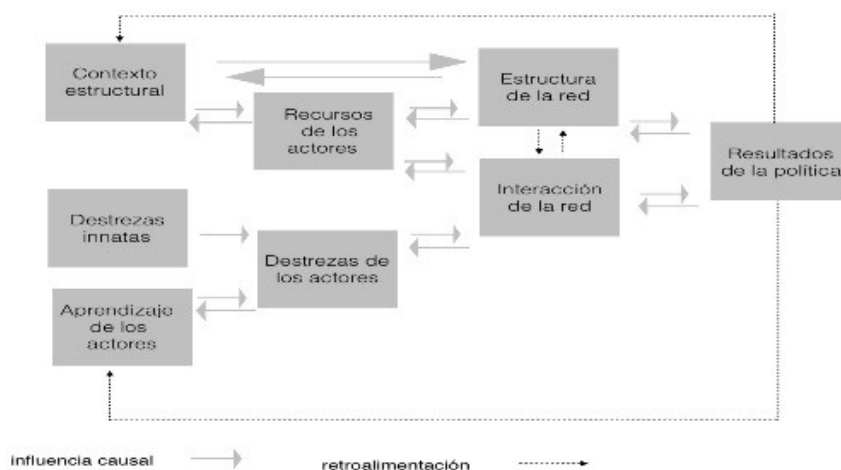 Contexto
estructural
Estructura
de la red
Recursos
de los
actores
Resultados
de la política
Interacción
de la red
Destrezas
innatas
Destrezas de
los actores
Aprendizaje
de los
actores
influencia causal
retroalimentación